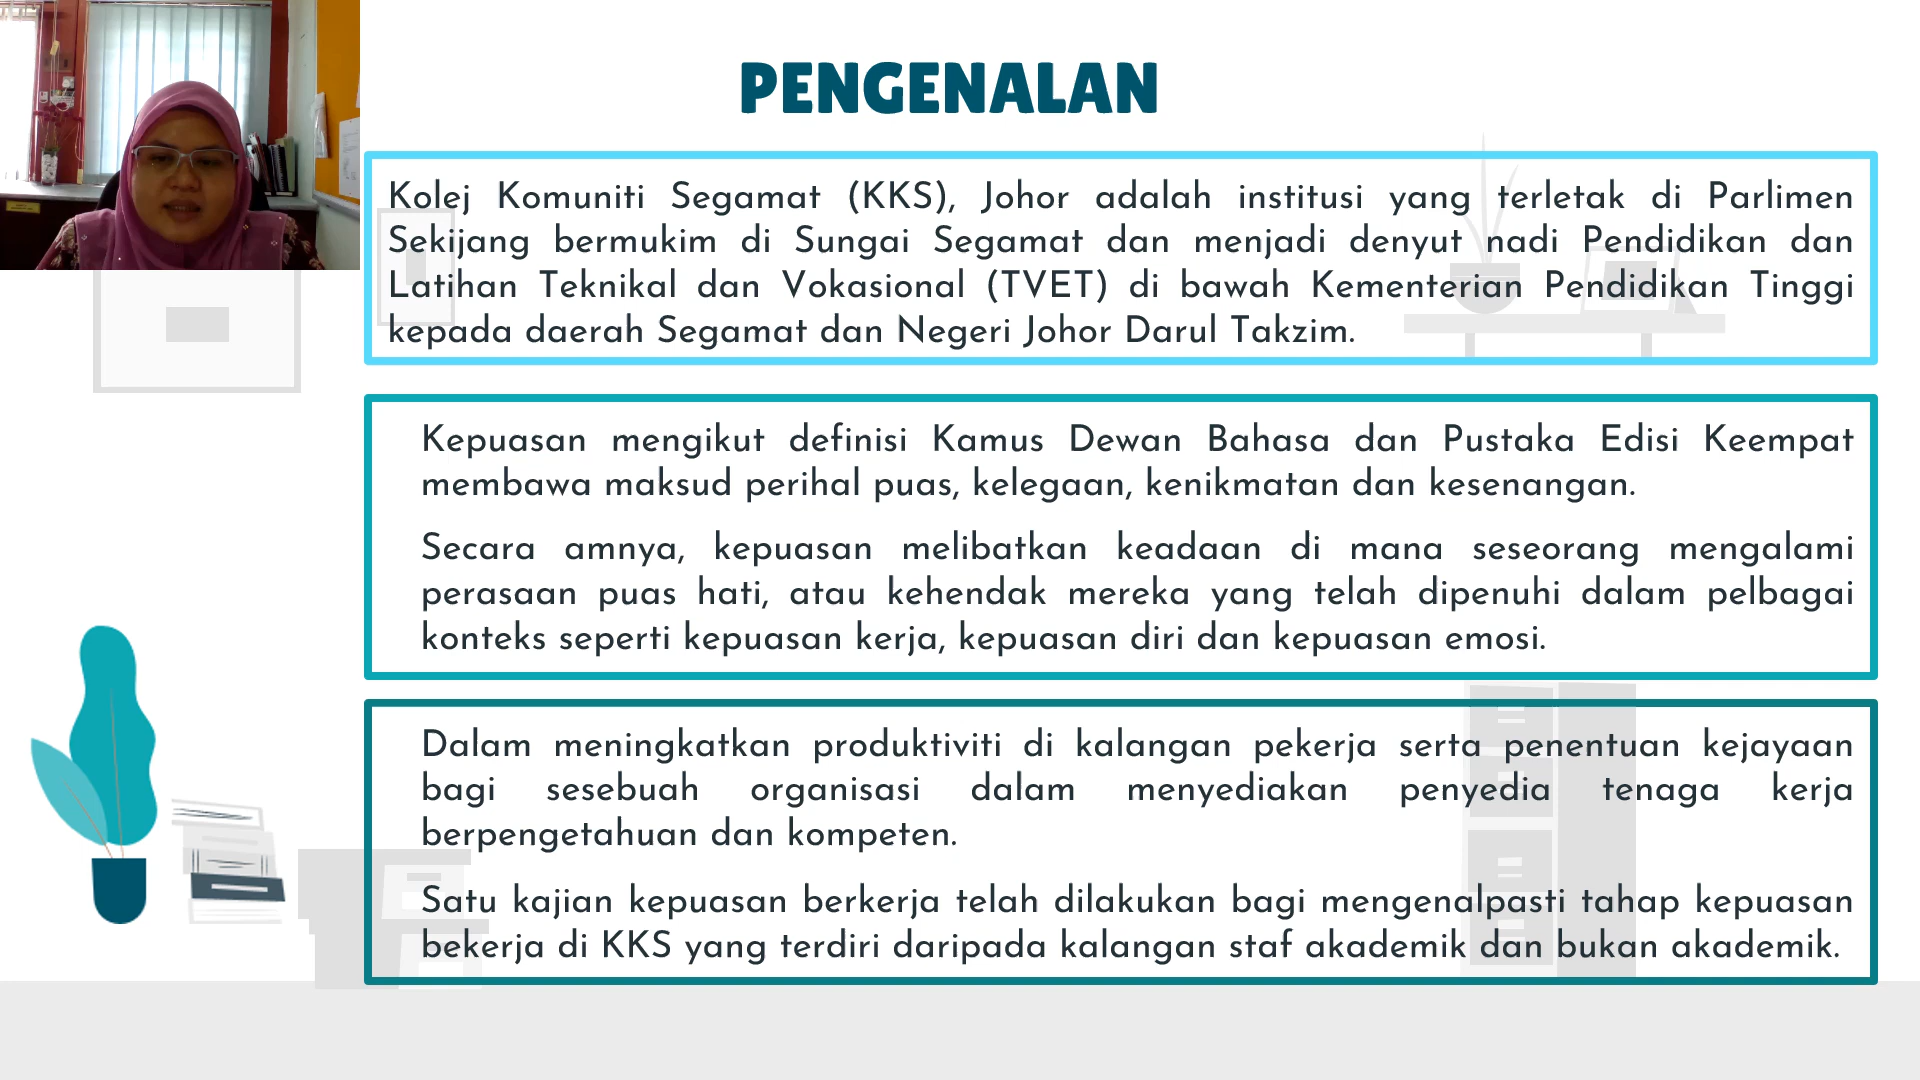 PENGENALAN
Kolej Komuniti Segamat (KKS), Johor adalah institusi yang terletak di Parlimen
Sekijang bermukim di Sungai Segamat dan menjadi denyut nadi Pendidikan dan
Latihan Teknikal dan Vokasional (TVET) di bawah Kementerian Pendidikan Tinggi
kepada daerah Segamat dan Negeri Johor Darul Takzim.
Kepuasan mengikut definisi Kamus Dewan Bahasa dan Pustaka Edisi Keempat
membawa maksud perihal puas, kelegaan, kenikmatan dan kesenangan.
Secara amnya, kepuasan melibatkan keadaan di mana seseorang mengalami
perasaan puas hati, atau kehendak mereka yang telah dipenuhi dalam pelbagai
konteks seperti kepuasan kerja, kepuasan diri dan kepuasan emosi.
Dalam meningkatkan produktiviti di kalangan pekerja serta penentuan kejayaan
bagi sesebuah organisasi dalam menyediakan penyedia tenaga kerja
berpengetahuan dan kompeten.
Satu kajian kepuasan berkerja telah dilakukan bagi mengenalpasti tahap kepuasan
bekerja di KKS yang terdiri daripada kalangan staf akademik dan bukan akademik.